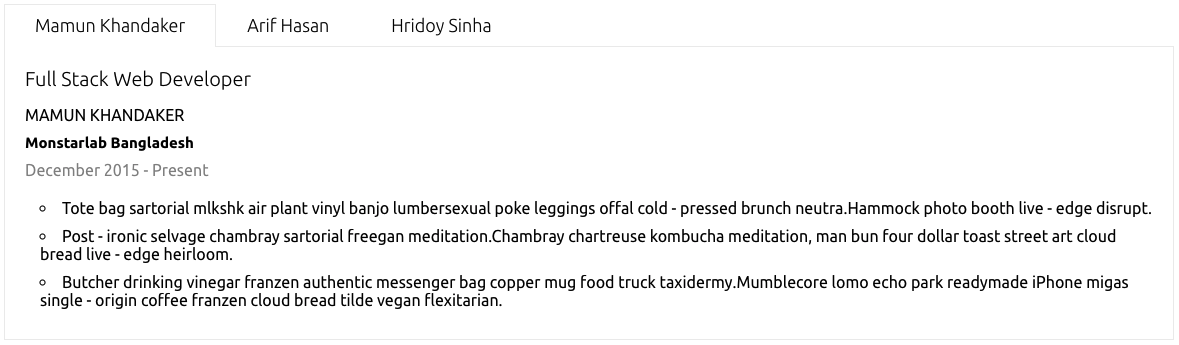 Mamun Khandaker
Arif Hasan
Hridoy Sinha
Full Stack Web Developer
MAMUN KHANDAKER
Monstarlab Bangladesh
December 2015 - Present
Tote bag sartorial mlkshk air plant vinyl banjo lumbersexual poke leggings offal cold - pressed brunch neutra.Hammock photo booth live - edge disrupt.
Post - ironic selvage chambray sartorial freegan meditation.Chambray chartreuse kombucha meditation, man bun four dollar toast street art cloud
bread live - edge heirloom.
Butcher drinking vinegar franzen authentic messenger bag copper mug food truck taxidermy.Mumblecore lomo echo park readymade iPhone migas
single - origin coffee franzen cloud bread tilde vegan flexitarian.